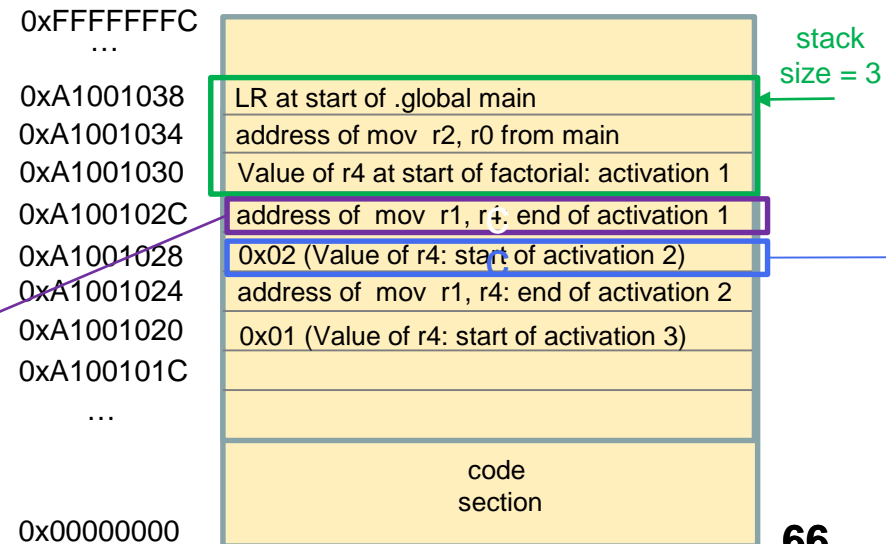 0xFFFFFFFC
…
stack
size = 3
0xA1001038 LR at start of .global main
0xA1001034 address of mov r2, r0 from main
0xA1001030 Value of r4 at start of factorial: activation 1
0xA100102C address of mov r1, r4: end of activation 1
C
0xA1001028 0x02 (Value of r4: start of activation 2)
C
0xA1001024 address of mov r1, r4: end of activation 2
0xA1001020 0x01 (Value of r4: start of activation 3)
0xA100101C
…
code
section
0x00000000
66